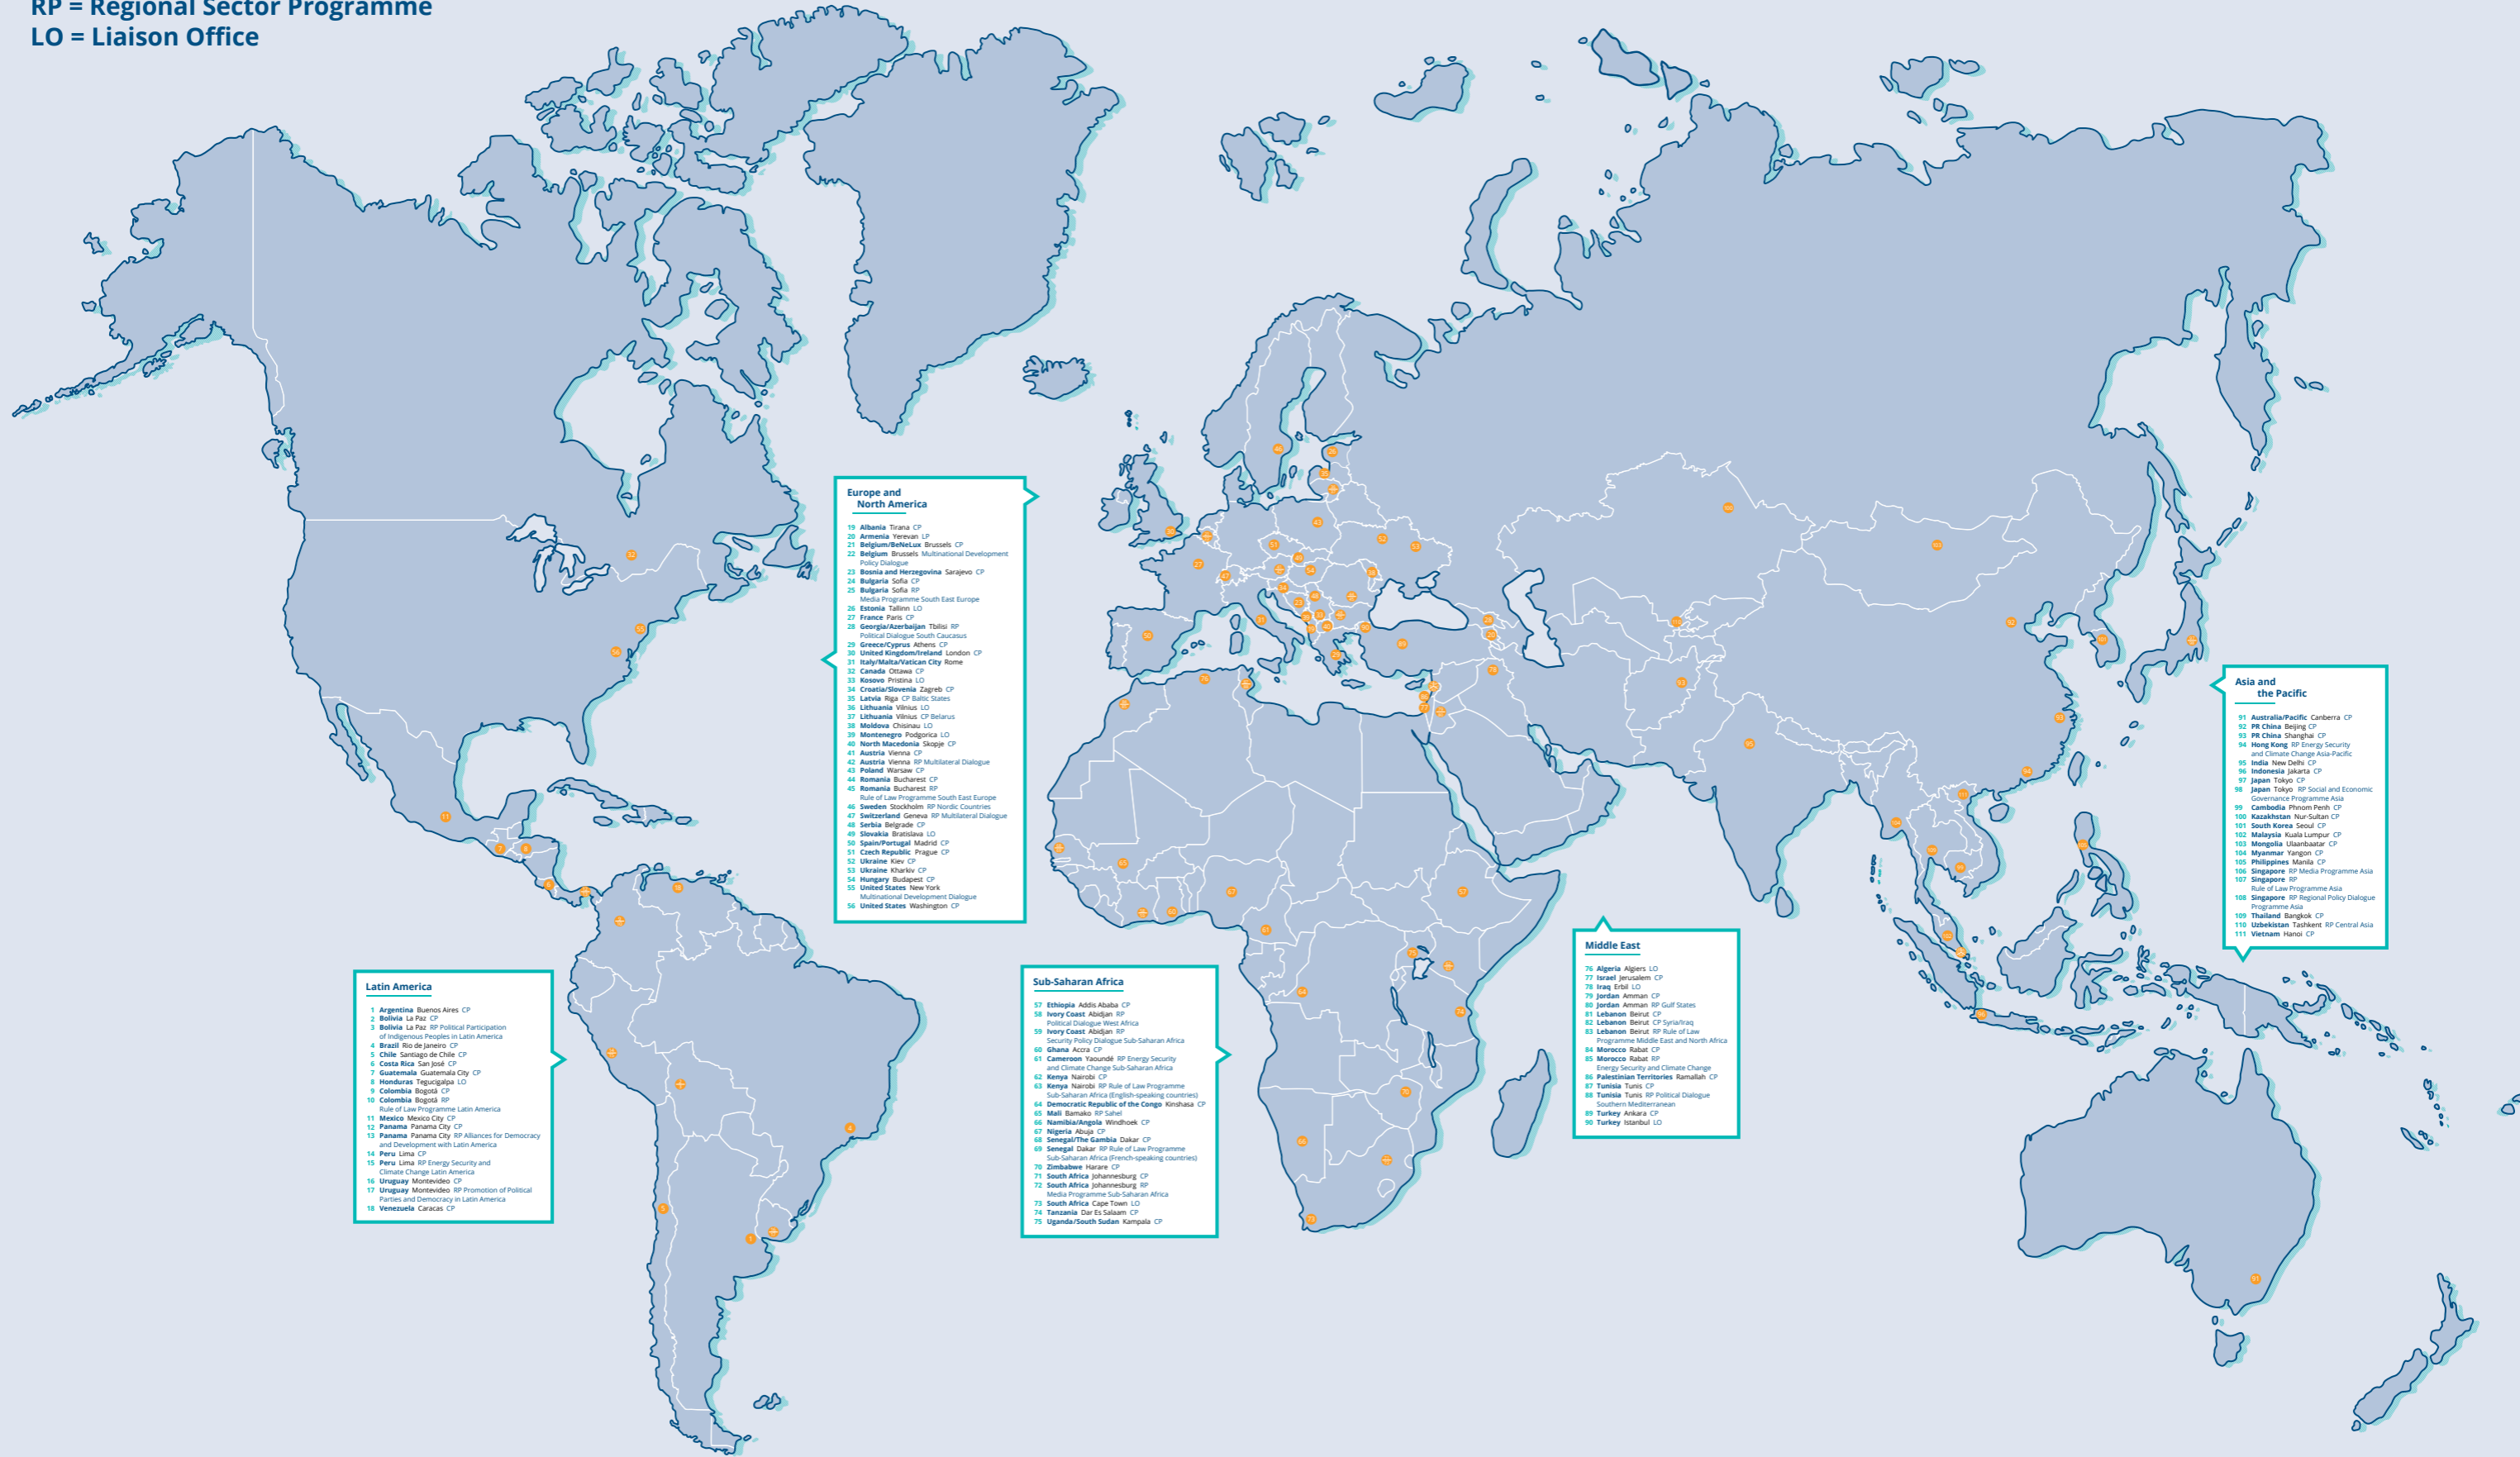 RP = Regional Sector Programme
LO = Liaison Office
Europe and
North America
19 Albania Tirana CP
20 Armenia Yerevan LP
21 Belgium/BeNeLux Brussels CP
22 Belgium Brussels Multinational Development
Policy Dialogue
23 Bosnia and Herzegovina Sarajevo CP
24 Bulgaria Sofia CP
25 Bulgaria Sofia RP
Media Programme South East Europe
26 Estonia Tallinn LO
27 France Paris CP
28 Georgia/Azerbaijan Tbilisi RP
Political Dialogue South Caucasus
29 Greece/Cyprus Athens CP
30 United Kingdom/Ireland London CP
31 Italy/Malta/Vatican City Rome
32 Canada Ottawa CP
33 Kosovo Pristina LO
34 Croatia/Slovenia Zagreb CP
35 Latvia Riga CP Baltic States
36 Lithuania Vilnius LO
37 Lithuania Vilnius CP Belarus
38 Moldova Chisinau LO
39 Montenegro Podgorica LO
40 North Macedonia Skopje CP
41 Austria Vienna CP
42 Austria Vienna RP Multilateral Dialogue
43 Poland Warsaw CP
44 Romania Bucharest CP
45 Romania Bucharest RP
Rule of Law Programme South East Europe
46 Sweden Stockholm RP Nordic Countries
47 Switzerland Geneva RP Multilateral Dialogue
48 Serbia Belgrade CP
49 Slovakia Bratislava LO
50 Spain/Portugal Madrid CP
51 Czech Republic Prague CP
52 Ukraine Kiev CP
53 Ukraine Kharkiv CP
54 Hungary Budapest CP
55 United States New York
Multinational Development Dialogue
56 United States Washington CP
Asia and
the Pacific
91 Australia/Pacific Canberra CP
92 PR China Beijing CP
93 PR China Shanghai CP
94 Hong Kong RP Energy Security
and Climate Change Asia-Pacific
95 India New Delhi CP
96 Indonesia Jakarta CP
97 Japan Tokyo CP
98 Japan Tokyo RP Social and Economic
Governance Programme Asia
99 Cambodia Phnom Penh CP
100 Kazakhstan Nur-Sultan CP
101 South Korea Seoul CP
102 Malaysia Kuala Lumpur CP
103 Mongolia Ulaanbaatar CP
104 Myanmar Yangon CP
105 Philippines Manila CP
106 Singapore RP Media Programme Asia
107 Singapore RP
Rule of Law Programme Asia
108 Singapore RP Regional Policy Dialogue
Programme Asia
109 Thailand Bangkok CP
110 Uzbekistan Tashkent RP Central Asia
111 Vietnam Hanoi CP
Latin America
1 Argentina Buenos Aires CP
2 Bolivia La Paz CP
3 Bolivia La Paz RP Political Participation
of Indigenous Peoples in Latin America
4 Brazil Rio de Janeiro CP
5 Chile Santiago de Chile CP
6 Costa Rica San José CP
7 Guatemala Guatemala City CP
8 Honduras Tegucigalpa LO
9 Colombia Bogotá CP
10 Colombia Bogotá RP
Rule of Law Programme Latin America
11 Mexico Mexico City CP
12 Panama Panama City CP
13 Panama Panama City RP Alliances for Democracy
and Development with Latin America
14 Peru Lima CP
15 Peru Lima RP Energy Security and
Climate Change Latin America
16 Uruguay Montevideo CP
17 Uruguay Montevideo RP Promotion of Political
Parties and Democracy in Latin America
18 Venezuela Caracas CP
Sub-Saharan Africa
57 Ethiopia Addis Ababa CP
58 Ivory Coast Abidjan RP
Political Dialogue West Africa
59 Ivory Coast Abidjan RP
Security Policy Dialogue Sub-Saharan Africa
60 Ghana Accra CP
61 Cameroon Yaoundé RP Energy Security
and Climate Change Sub-Saharan Africa
62 Kenya Nairobi CP
63 Kenya Nairobi RP Rule of Law Programme
Sub-Saharan Africa (English-speaking countries)
64 Democratic Republic of the Congo Kinshasa CP
65 Mali Bamako RP Sahel
66 Namibia/Angola Windhoek CP
67 Nigeria Abuja CP
68 Senegal/The Gambia Dakar CP
69 Senegal Dakar RP Rule of Law Programme
Sub-Saharan Africa (French-speaking countries)
70 Zimbabwe Harare CP
71 South Africa Johannesburg CP
72 South Africa Johannesburg RP
Media Programme Sub-Saharan Africa
73 South Africa Cape Town LO
74 Tanzania Dar Es Salaam CP
75 Uganda/South Sudan Kampala CP
Middle East
76 Algeria Algiers LO
77 Israel Jerusalem CP
78 Iraq Erbil LO
79 Jordan Amman CP
80 Jordan Amman RP Gulf States
81 Lebanon Beirut CP
82 Lebanon Beirut CP Syria/Iraq
83 Lebanon Beirut RP Rule of Law
Programme Middle East and North Africa
84 Morocco Rabat CP
85 Morocco Rabat RP
Energy Security and Climate Change
86 Palestinian Territories Ramallah CP
87 Tunisia Tunis CP
88 Tunisia Tunis RP Political Dialogue
Southern Mediterranean
89 Turkey Ankara CP
90 Turkey Istanbul LO